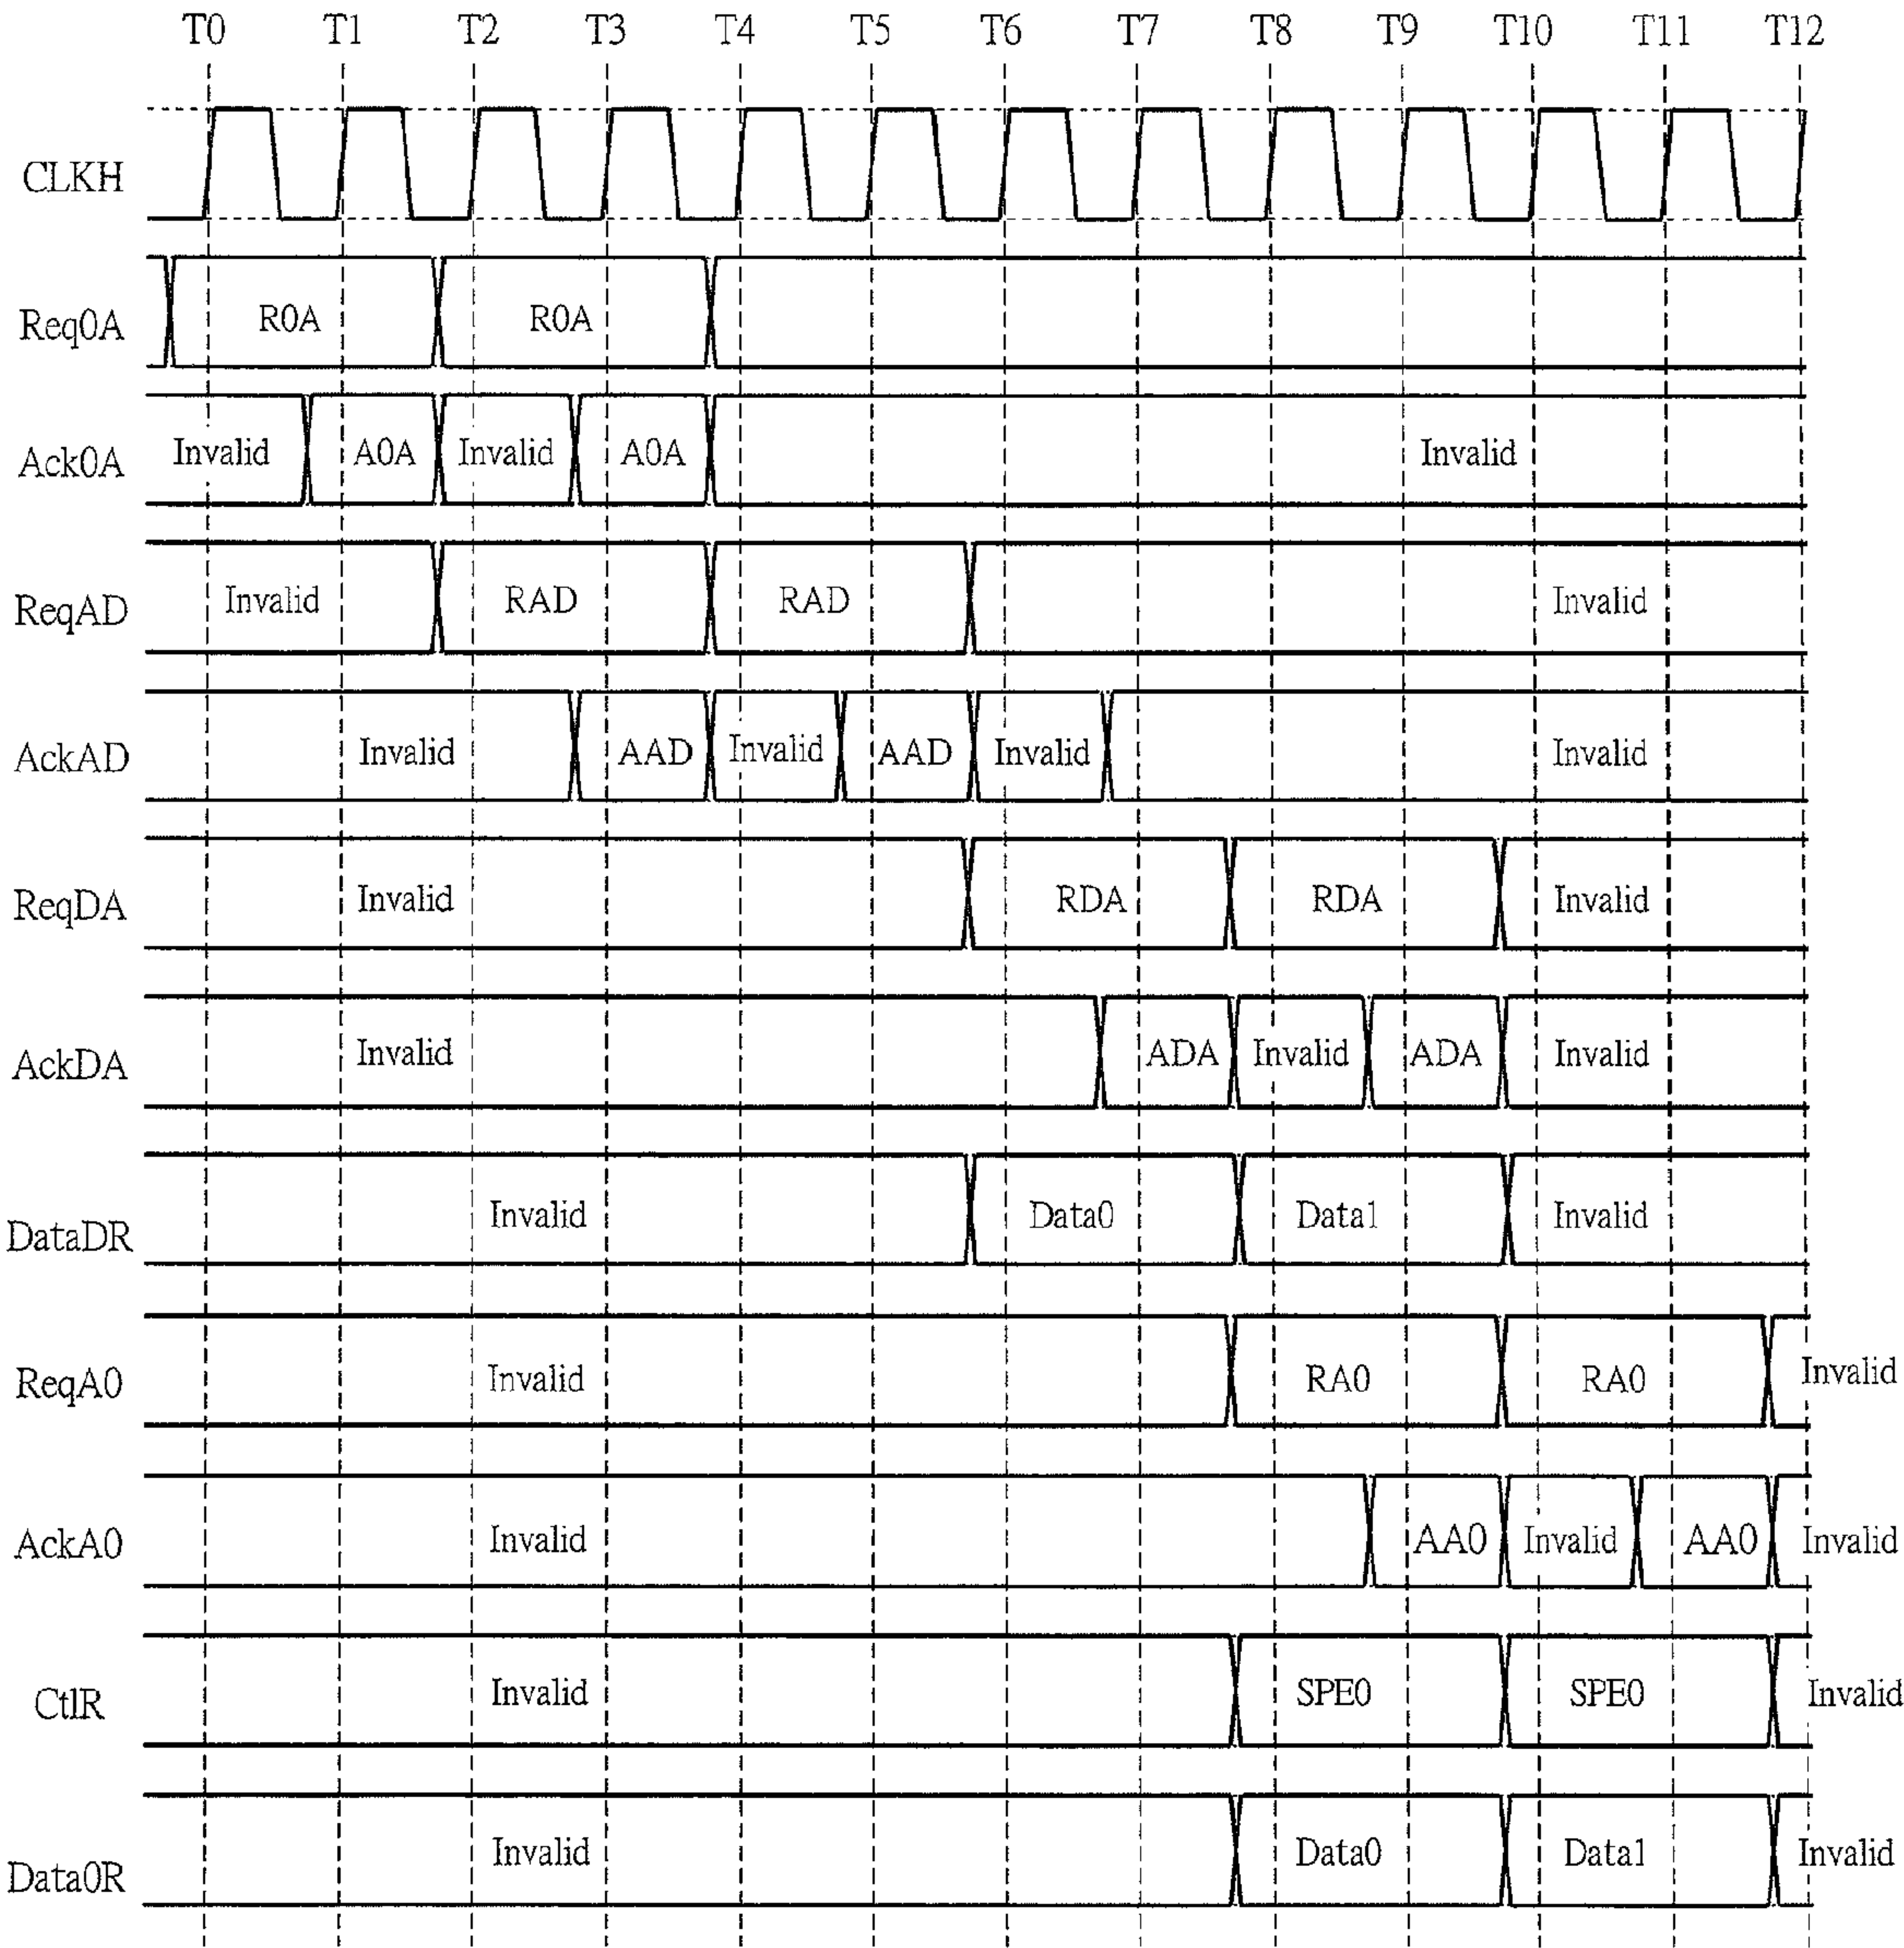 T0 T1 T2 T3 T4 T5 T6 T7 T8 T9 T10 T11 T12
CLKH
Req0A R0A R0A
Ack0A Invalid A0A Invalid A0A Invalid
ReqAD Invalid RAD RAD Invalid
AckAD Invalid AAD Invalid AAD Invalid Invalid
ReqDA Invalid RDA RDA Invalid
AckDA Invalid ADA Invalid ADA Invalid
DataDR Invalid Data0 Data1 Invalid
ReqA0 Invalid RA0 RA0 Invalid
AckA0 Invalid AA0 Invalid AA0 Invalid
CtlR Invalid SPE0 SPE0 Invalid
Data0R Invalid Data0 Data1 Invalid